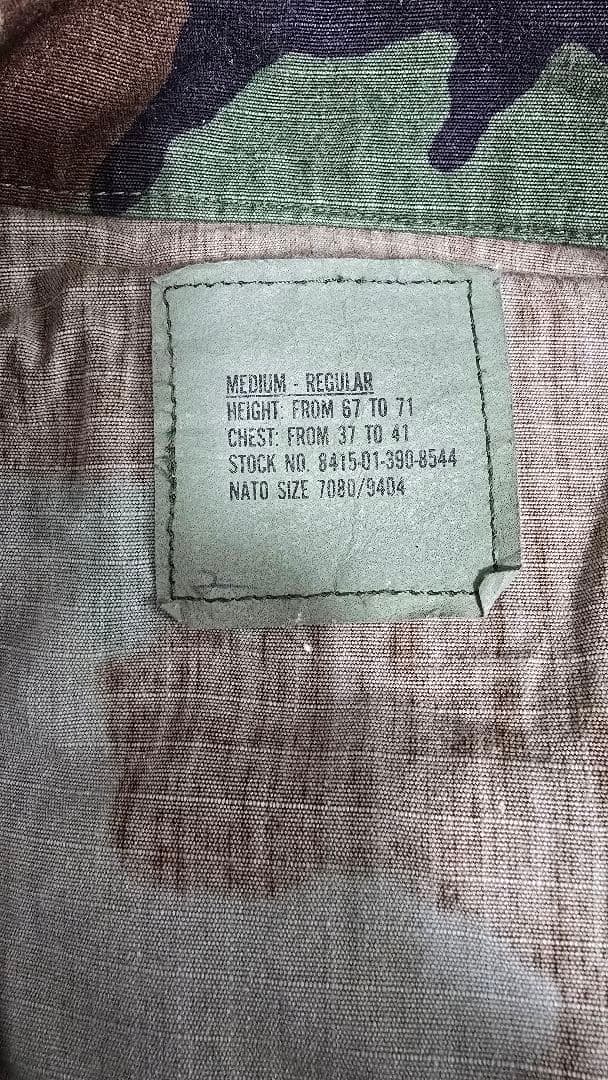 MEDIUM - REGULAR
HEIGHT: FROM 67 TO 71
CHEST: FROM 37 TO 41
STOCK NO. 8415-01-390-8544
NATO SIZE 7080/9404